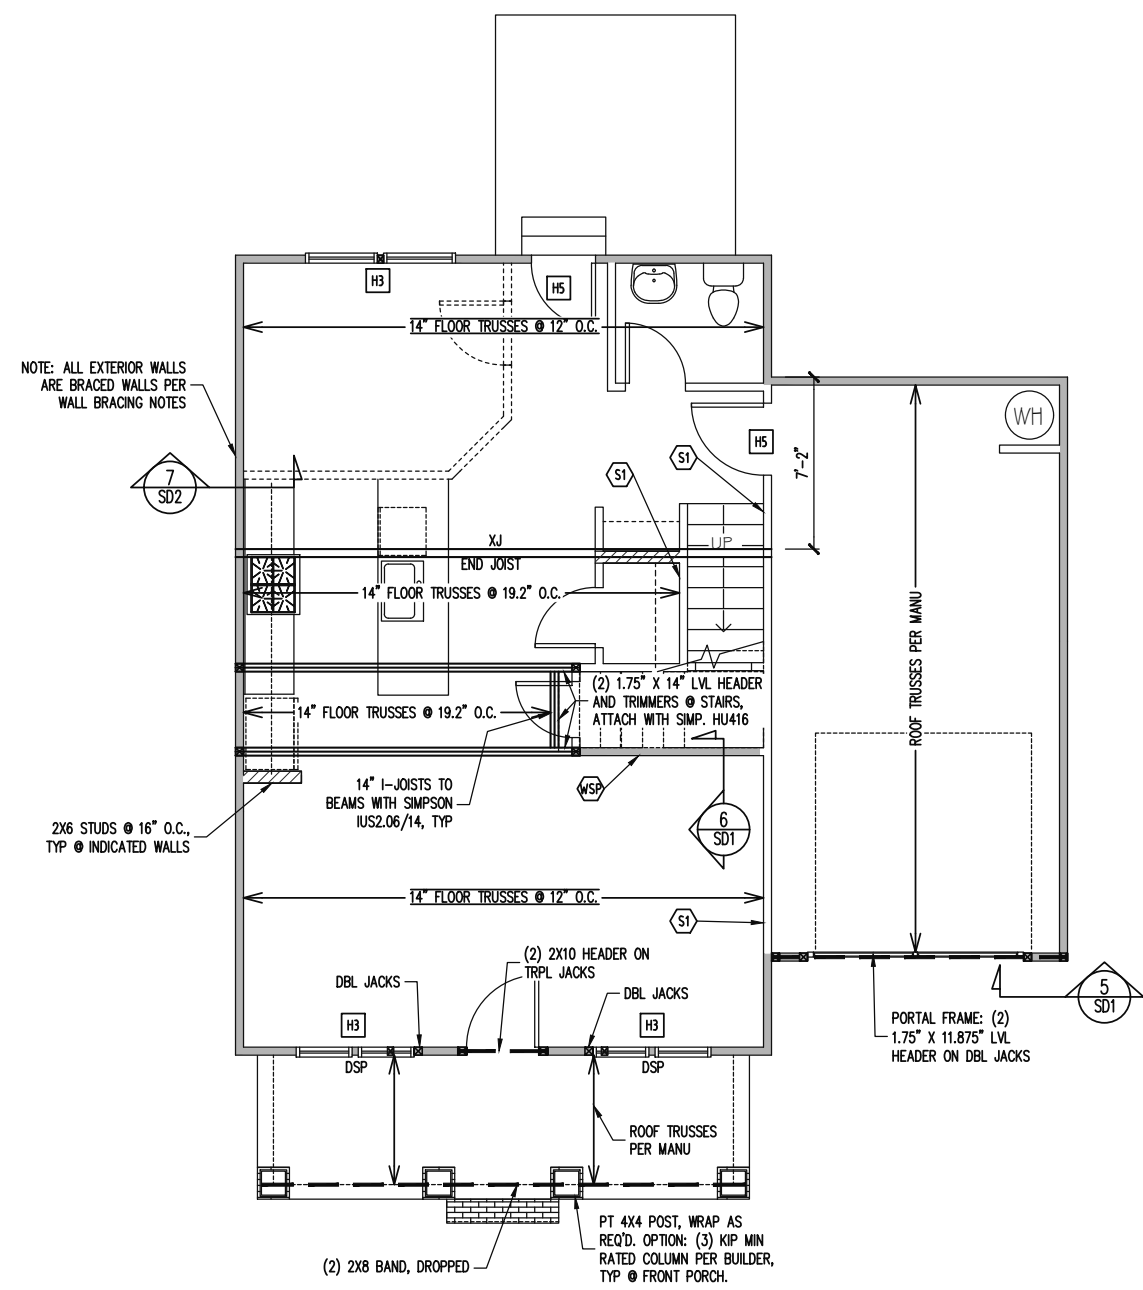 H3
H5
14" FLOOR TRUSSES @ 12" O.C.
NOTE: ALL EXTERIOR WALLS
ARE BRACED WALLS PER
WALL BRACING NOTES
WH
H5
7
SD2
S1
S1
7'-2"
UP
XJ
END JOIST
14" FLOOR TRUSSES @ 19.2" O.C.
ROOF TRUSSES PER MANU
14" FLOOR TRUSSES @ 19.2" O.C.
(2) 1.75" X 14" LVL HEADER
AND TRIMMERS @ STAIRS,
ATTACH WITH SIMP. HU416
14" I-JOISTS TO
BEAMS WITH SIMPSON
IUS2.06/14, TYP
WSP
6
SD1
2X6 STUDS @ 16" O.C.,
TYP @ INDICATED WALLS
14" FLOOR TRUSSES @ 12" O.C.
S1
(2) 2X10 HEADER ON
TRPL JACKS
DBL JACKS
DBL JACKS
5
SD1
H3
H3
DSP
DSP
PORTAL FRAME: (2)
1.75" X 11.875" LVL
HEADER ON DBL JACKS
ROOF TRUSSES
PER MANU
PT 4X4 POST, WRAP AS
REQ'D. OPTION: (3) KIP MIN
RATED COLUMN PER BUILDER,
TYP @ FRONT PORCH.
(2) 2X8 BAND, DROPPED